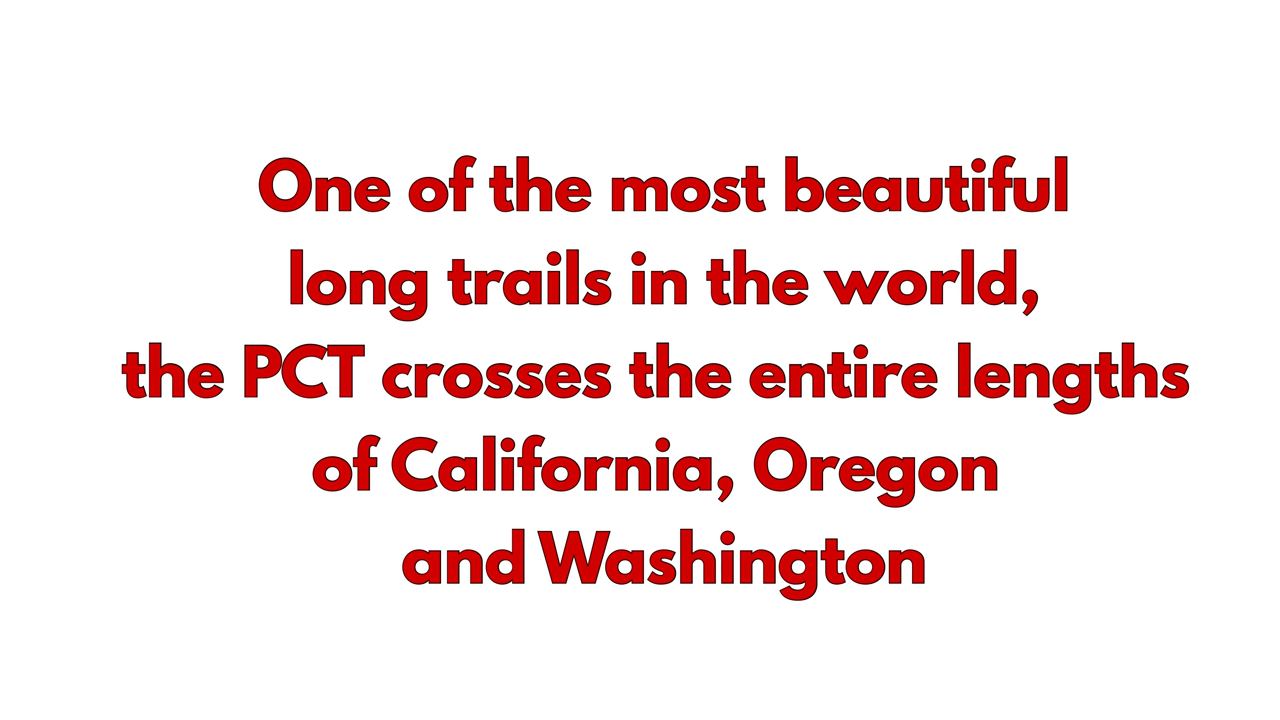 One of the most beautiful
long trails in the world,
the PCT crosses the entire lengths
of California, Oregon
and Washington